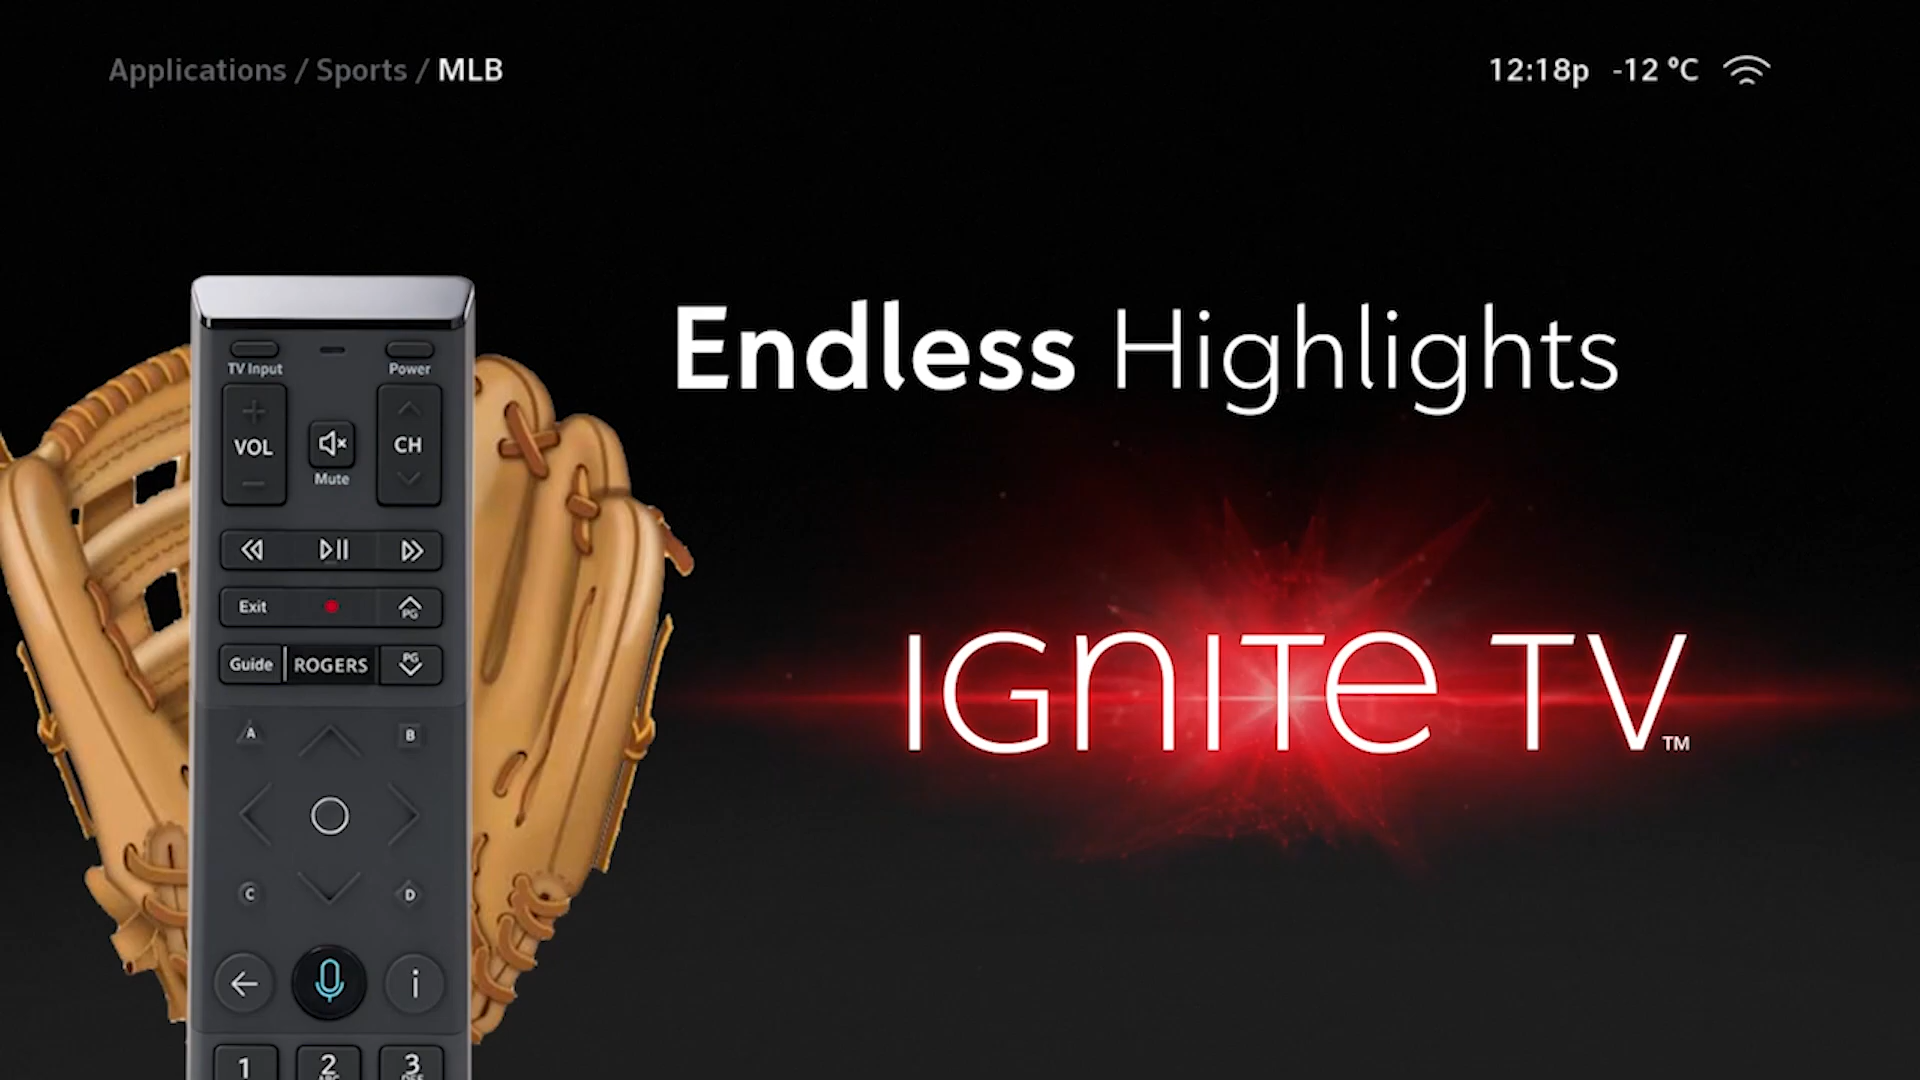 Applications / Sports / MLB
12:18p -12 °C
Endless Highlights
IGNITE TV™
TV Input
Power
+
VOL
−
CH
Mute
Exit
PG
Guide
ROGERS
PG
A
B
C
D
i
1
2
3